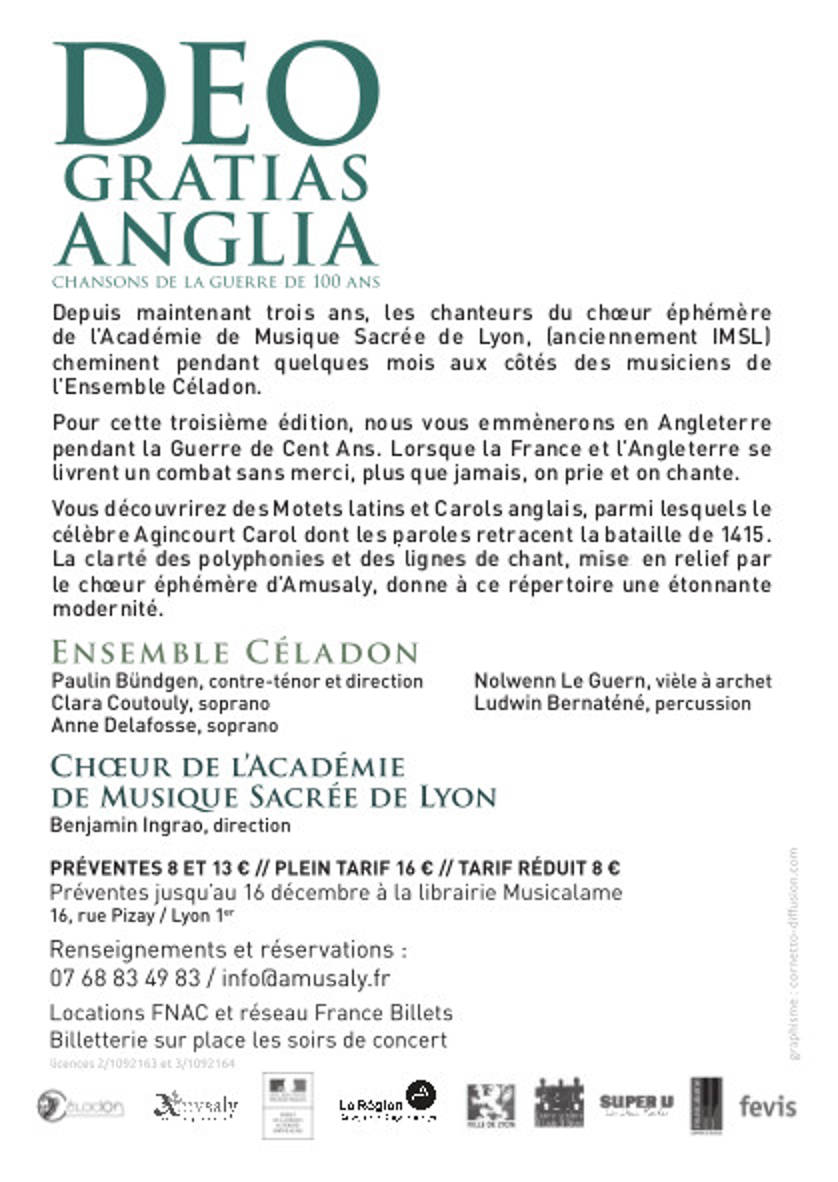 DEO
GRATIAS
ANGLIA
CHANSONS DE LA GUERRE DE 100 ANS
Depuis maintenant trois ans, les chanteurs du chœur éphémère
de l'Académie de Musique Sacrée de Lyon, (anciennement IMSL)
cheminent pendant quelques mois aux côtés des musiciens de
l'Ensemble Céladon.
Pour cette troisième édition, nous vous emmènerons en Angleterre
pendant la Guerre de Cent Ans. Lorsque la France et l'Angleterre se
livrent un combat sans merci, plus que jamais, on prie et on chante.
Vous découvrirez des Motets latins et Carols anglais, parmi lesquels le
célèbre Agincourt Carol dont les paroles retracent la bataille de 1415.
La clarté des polyphonies et des lignes de chant, mise en relief par
le chœur éphémère d'Amusaly, donne à ce répertoire une étonnante
modernité.
ENSEMBLE CÉLADON
Paulin Bündgen, contre-ténor et direction
Clara Coutouly, soprano
Anne Delafosse, soprano
Nolwenn Le Guern, vièle à archet
Ludwin Bernaténé, percussion
CHŒUR DE L'ACADÉMIE
DE MUSIQUE SACRÉE DE LYON
Benjamin Ingrao, direction
PRÉVENTES 8 ET 13 € // PLEIN TARIF 16 € // TARIF RÉDUIT 8 €
Préventes jusqu'au 16 décembre à la librairie Musicalame
16, rue Pizay / Lyon 1er
Renseignements et réservations :
07 68 83 49 83 / info@amusaly.fr
Locations FNAC et réseau France Billets
Billetterie sur place les soirs de concert
licences 2/1092163 et 3/1092164
graphisme : cornetto-diffusion.com
Céladon
Amusaly
La Région
VILLE DE LYON
SUPER U
fevis